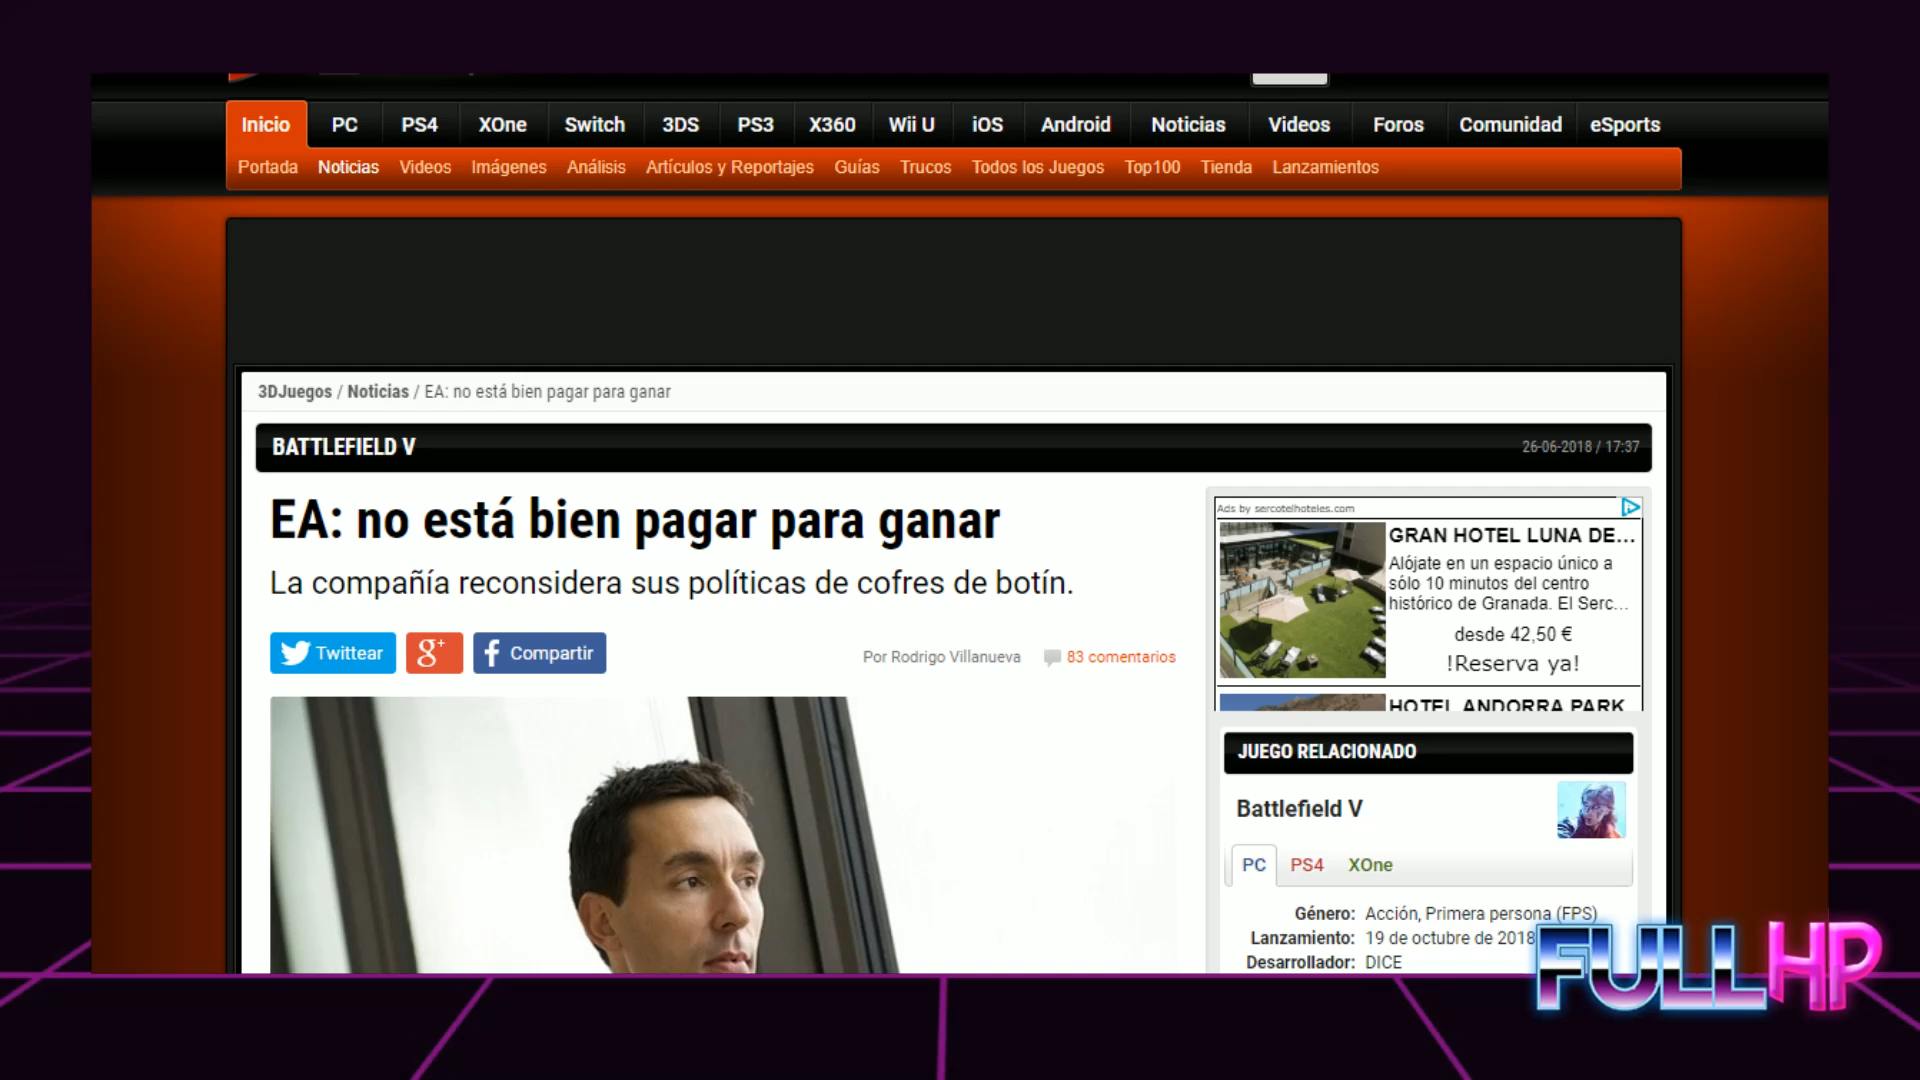 Inicio PC PS4 XOne Switch 3DS PS3 X360 Wii U iOS Android Noticias Videos Foros Comunidad eSports
Portada Noticias Videos Imágenes Análisis Artículos y Reportajes Guías Trucos Todos los Juegos Top100 Tienda Lanzamientos
3DJuegos / Noticias / EA: no está bien pagar para ganar
BATTLEFIELD V 26-06-2018 / 17:37
EA: no está bien pagar para ganar
La compañía reconsidera sus políticas de cofres de botín.
Twittear g+ Compartir Por Rodrigo Villanueva 83 comentarios
Ads by sercotelhoteles.com
GRAN HOTEL LUNA DE...
Alójate en un espacio único a
sólo 10 minutos del centro
histórico de Granada. El Serc...
desde 42,50 €
!Reserva ya!
HOTEL ANDORRA PARK
JUEGO RELACIONADO
Battlefield V
PC PS4 XOne
Género: Acción, Primera persona (FPS)
Lanzamiento: 19 de octubre de 2018
Desarrollador: DICE
FULL HP